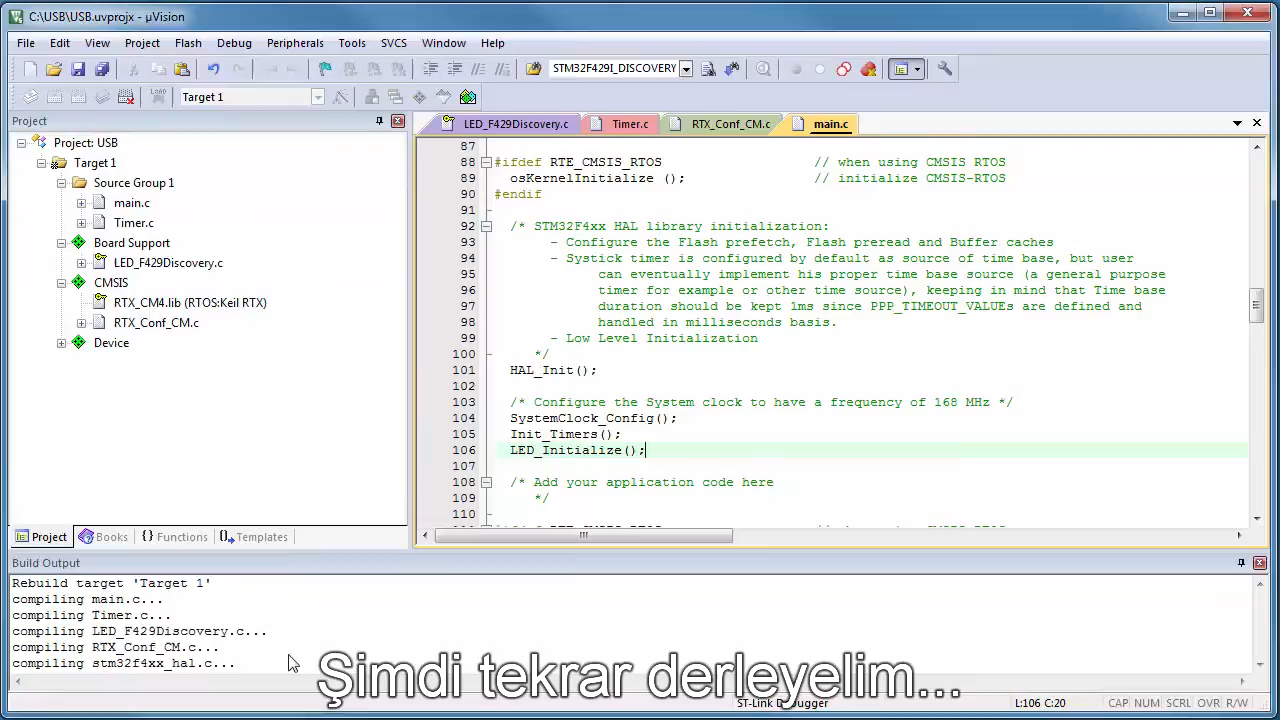 C:\USB\USB.uvprojx - µVision
File Edit View Project Flash Debug Peripherals Tools SVCS Window Help
STM32F429I_DISCOVERY
LOAD Target 1
Project
Project: USB
Target 1
Source Group 1
main.c
Timer.c
Board Support
LED_F429Discovery.c
CMSIS
RTX_CM4.lib (RTOS:Keil RTX)
RTX_Conf_CM.c
Device
Project Books {} Functions Templates
LED_F429Discovery.c Timer.c RTX_Conf_CM.c main.c
87
88 #ifdef RTE_CMSIS_RTOS // when using CMSIS RTOS
89 osKernelInitialize (); // initialize CMSIS-RTOS
90 #endif
91
92 /* STM32F4xx HAL library initialization:
93 - Configure the Flash prefetch, Flash preread and Buffer caches
94 - Systick timer is configured by default as source of time base, but user
95 can eventually implement his proper time base source (a general purpose
96 timer for example or other time source), keeping in mind that Time base
97 duration should be kept 1ms since PPP_TIMEOUT_VALUEs are defined and
98 handled in milliseconds basis.
99 - Low Level Initialization
100 */
101 HAL_Init();
102
103 /* Configure the System clock to have a frequency of 168 MHz */
104 SystemClock_Config();
105 Init_Timers();
106 LED_Initialize();
107
108 /* Add your application code here
109 */
110
Build Output
Rebuild target 'Target 1'
compiling main.c...
compiling Timer.c...
compiling LED_F429Discovery.c...
compiling RTX_Conf_CM.c...
compiling stm32f4xx_hal.c...
Şimdi tekrar derleyelim...
ST-Link Debugger L:106 C:20 CAP NUM SCRL OVR R/W